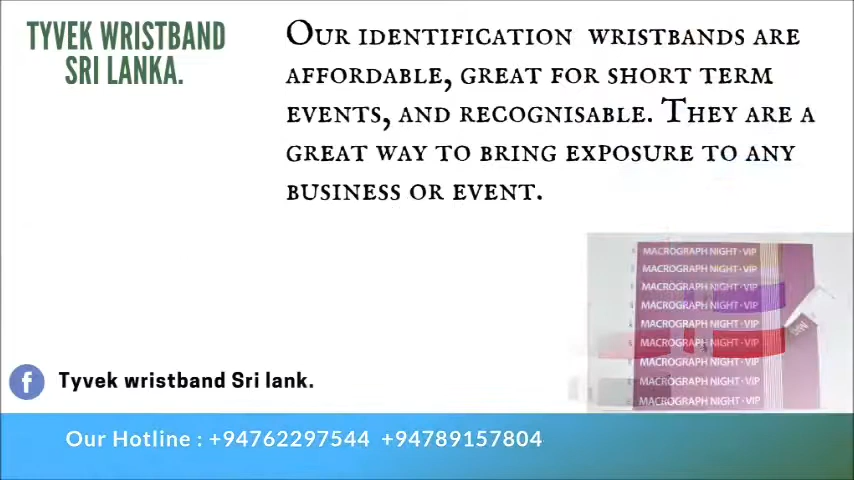 TYVEK WRISTBAND
SRI LANKA.
OUR IDENTIFICATION WRISTBANDS ARE
AFFORDABLE, GREAT FOR SHORT TERM
EVENTS, AND RECOGNISABLE. THEY ARE A
GREAT WAY TO BRING EXPOSURE TO ANY
BUSINESS OR EVENT.
MACROGRAPH NIGHT · VIP
MACROGRAPH NIGHT · VIP
MACROGRAPH NIGHT · VIP
MACROGRAPH NIGHT · VIP
MACROGRAPH NIGHT · VIP
MACROGRAPH NIGHT · VIP
MACROGRAPH NIGHT · VIP
MACROGRAPH NIGHT · VIP
MACROGRAPH NIGHT · VIP
f Tyvek wristband Sri lank.
Our Hotline : +94762297544 +94789157804